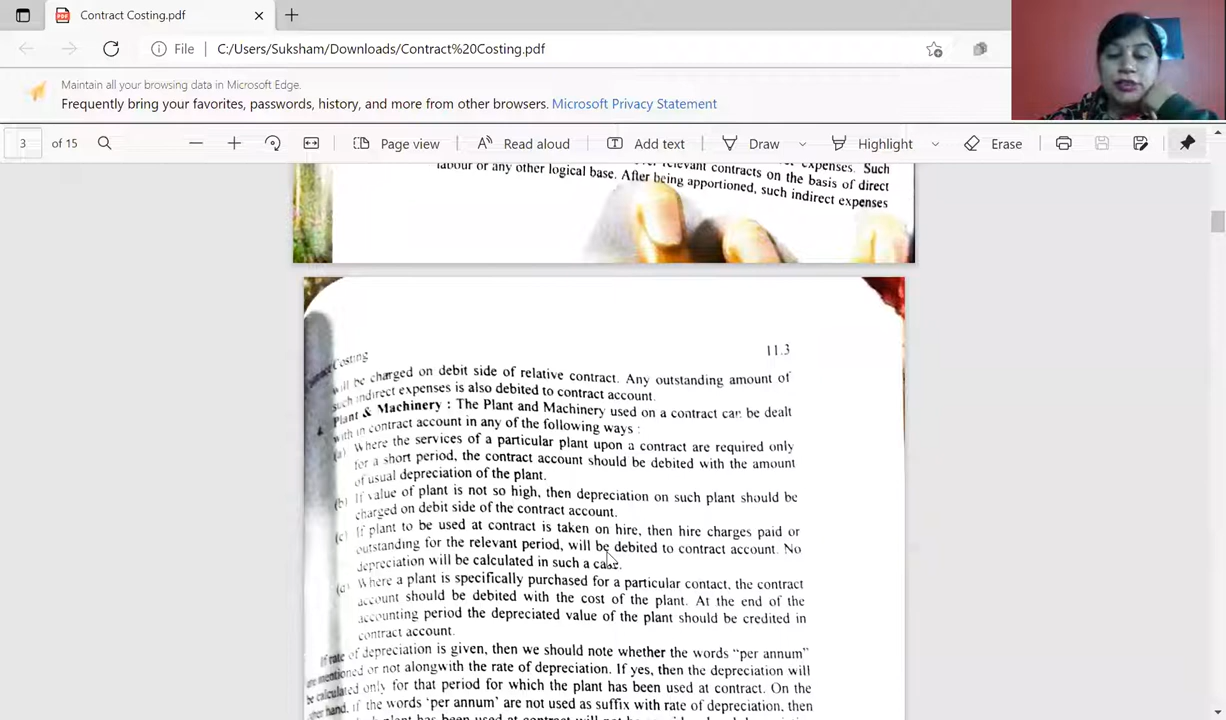 Contract Costing.pdf
File
C:/Users/Suksham/Downloads/Contract%20Costing.pdf
Maintain all your browsing data in Microsoft Edge.
Frequently bring your favorites, passwords, history, and more from other browsers. Microsoft Privacy Statement
3 of 15
Page view
Read aloud
Add text
Draw
Highlight
Erase
relevant contracts on the basis of direct expenses. Such
labour or any other logical base. After being apportioned, such indirect expenses
Costing
11.3
will be charged on debit side of relative contract. Any outstanding amount of
such indirect expenses is also debited to contract account.
4. Plant & Machinery : The Plant and Machinery used on a contract can be dealt
with in contract account in any of the following ways :
(a) Where the services of a particular plant upon a contract are required only
for a short period, the contract account should be debited with the amount
of usual depreciation of the plant.
(b) If value of plant is not so high, then depreciation on such plant should be
charged on debit side of the contract account.
(c) If plant to be used at contract is taken on hire, then hire charges paid or
outstanding for the relevant period, will be debited to contract account. No
depreciation will be calculated in such a case.
(d) Where a plant is specifically purchased for a particular contact, the contract
account should be debited with the cost of the plant. At the end of the
accounting period the depreciated value of the plant should be credited in
contract account.
If rate of depreciation is given, then we should note whether the words "per annum"
are mentioned or not alongwith the rate of depreciation. If yes, then the depreciation will
be calculated only for that period for which the plant has been used at contract. On the
other hand, if the words 'per annum' are not used as suffix with rate of depreciation, then